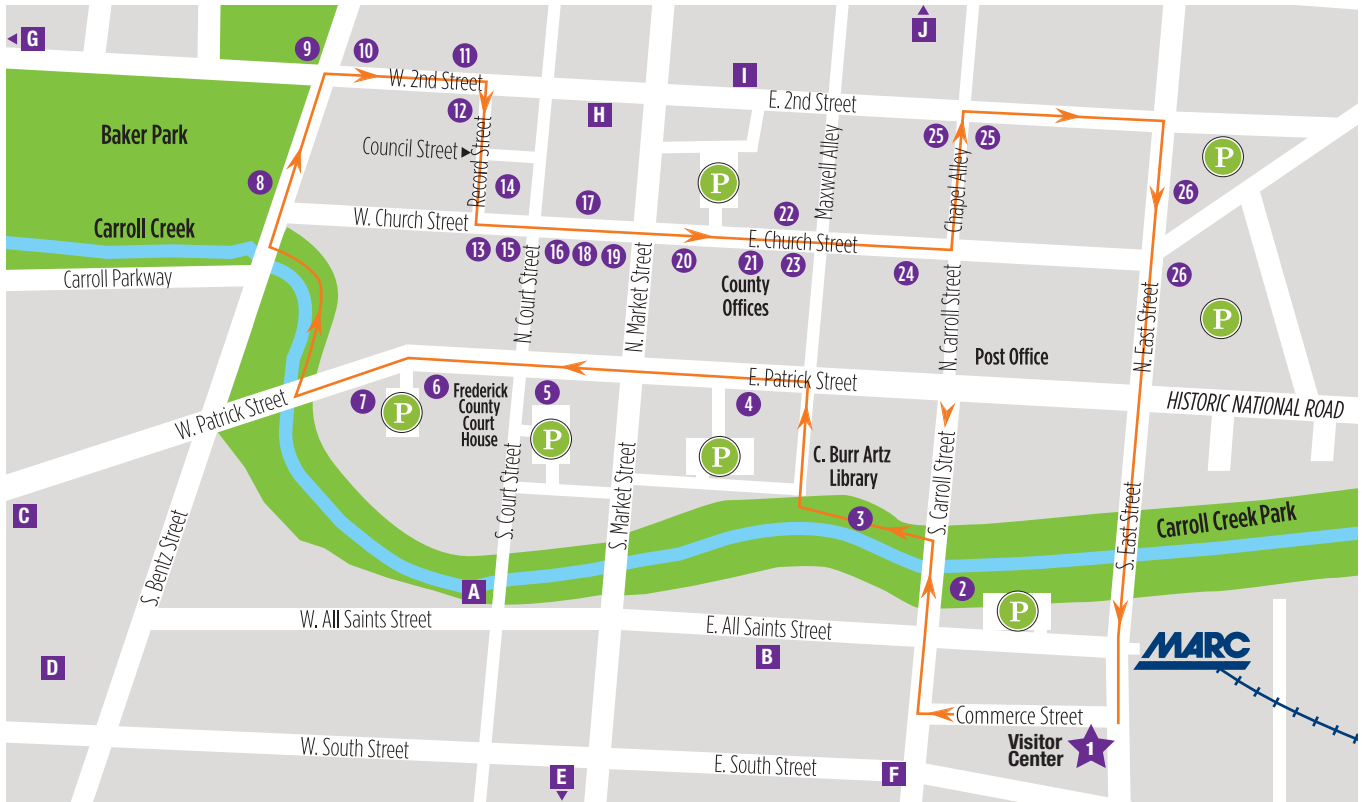 J
G
9
10
11
I
W. 2nd Street
E. 2nd Street
12
H
Baker Park
Council Street
Record Street
Maxwell Alley
25
25
Chapel Alley
P
P
8
14
17
22
26
Carroll Creek
W. Church Street
E. Church Street
13
15
16
18
19
20
21
23
24
26
Carroll Parkway
County
Offices
N. Court Street
N. Market Street
N. Carroll Street
N. East Street
P
Post Office
E. Patrick Street
HISTORIC NATIONAL ROAD
W. Patrick Street
7
6
P
Frederick
County
Court
House
5
P
4
P
C. Burr Artz
Library
S. Court Street
S. Market Street
S. Carroll Street
S. East Street
C
3
Carroll Creek Park
S. Bentz Street
A
2
P
W. All Saints Street
E. All Saints Street
B
MARC
D
Commerce Street
Visitor
Center
1
W. South Street
E. South Street
E
F